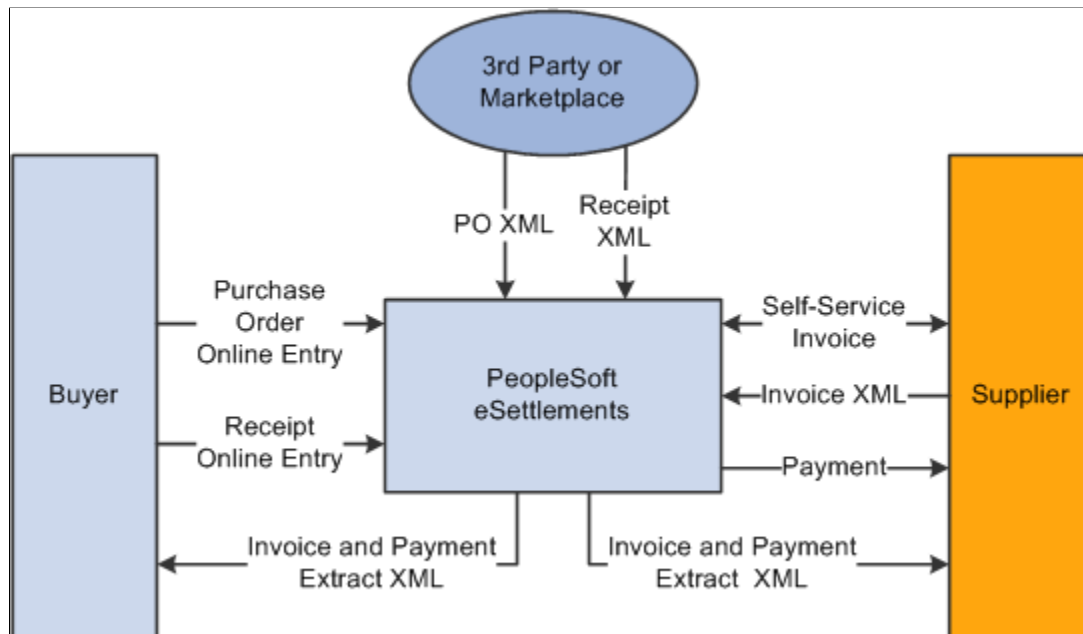 3rd Party or
Marketplace
PO XML
Receipt
XML
Purchase
Order
Online Entry
Self-Service
Invoice
Buyer
PeopleSoft
eSettlements
Invoice XML
Supplier
Receipt
Online Entry
Payment
Invoice and Payment
Extract XML
Invoice and Payment
Extract XML